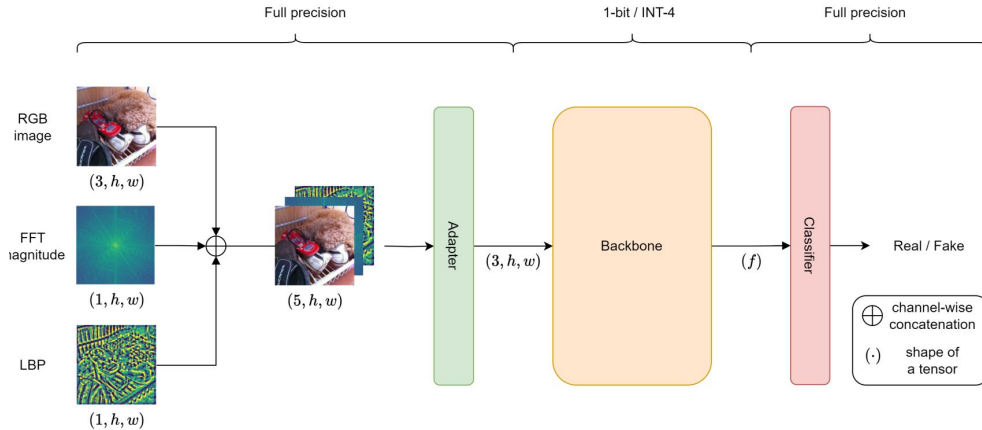 Full precision
1-bit / INT-4
Full precision
RGB
image
(3, h, w)
FFT
nagnitude
(1, h, w)
LBP
(1, h, w)
(5, h, w)
Adapter
(3, h, w)
Backbone
(f)
Classifier
Real / Fake
channel-wise
concatenation
(·)
shape of
a tensor